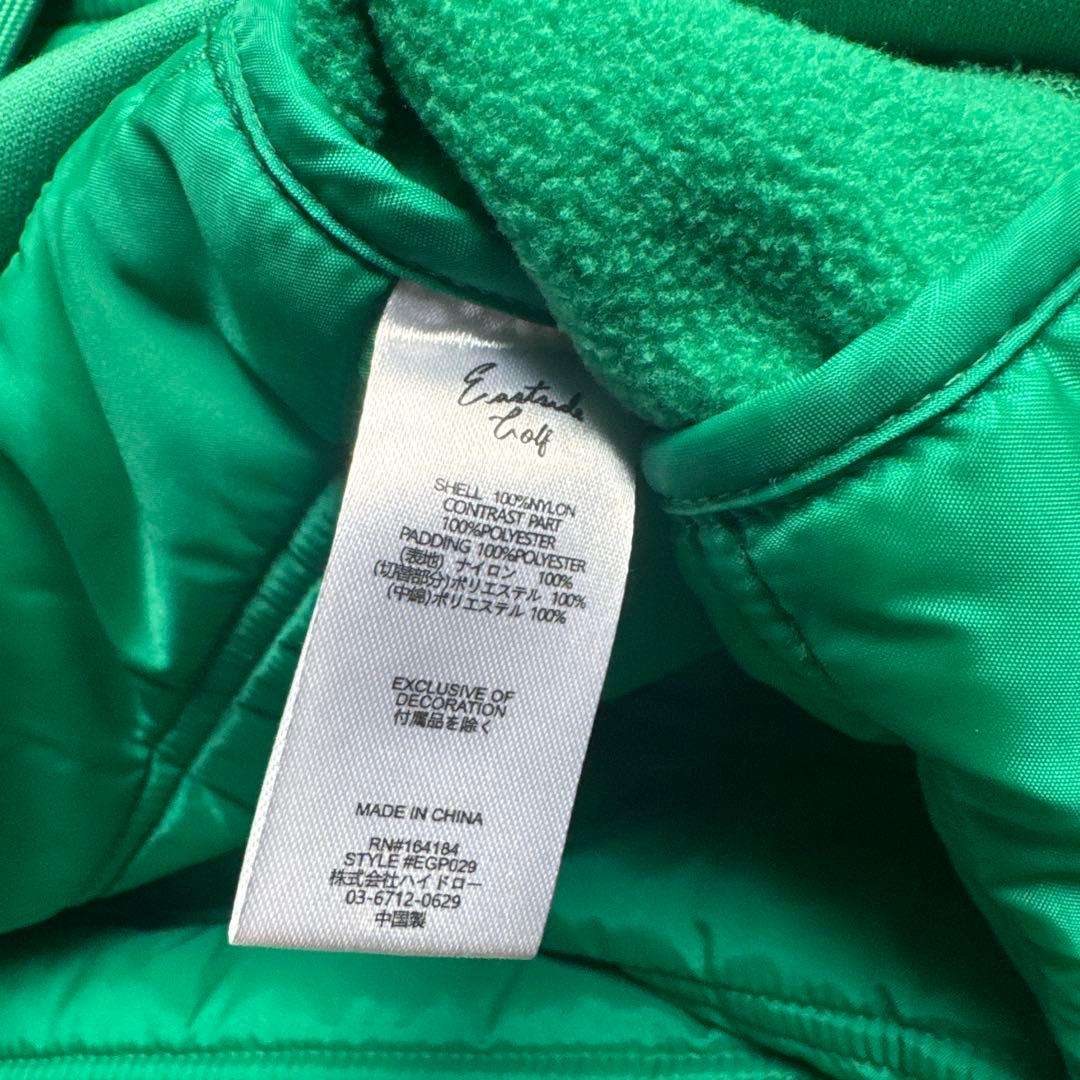 Eastside
Golf
SHELL 100%NYLON
CONTRAST PART
100%POLYESTER
PADDING 100%POLYESTER
(表地) ナイロン 100%
(切替部分)ポリエステル 100%
(中綿)ポリエステル 100%
EXCLUSIVE OF
DECORATION
付属品を除く
MADE IN CHINA
RN#164184
STYLE #EGP029
株式会社ハイドロー
03-6712-0629
中国製